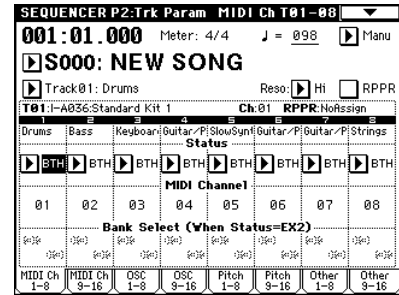 SEQUENCER P2:Trk Param MIDI Ch T01-08
001:01.000 Meter: 4/4 ♩ = 098 Manu
S000: NEW SONG
Track01: Drums Reso: Hi RPPR
T01:I-A036:Standard Kit 1 Ch:01 RPPR:NoAssign
1 2 3 4 5 6 7 8
Drums Bass Keyboar Guitar/P SlowSynt Guitar/P Guitar/P Strings
Status
BTH BTH BTH BTH BTH BTH BTH BTH
MIDI Channel
01 02 03 04 05 06 07 08
Bank Select (When Status=EX2)
MIDI Ch 1-8 MIDI Ch 9-16 OSC 1-8 OSC 9-16 Pitch 1-8 Pitch 9-16 Other 1-8 Other 9-16